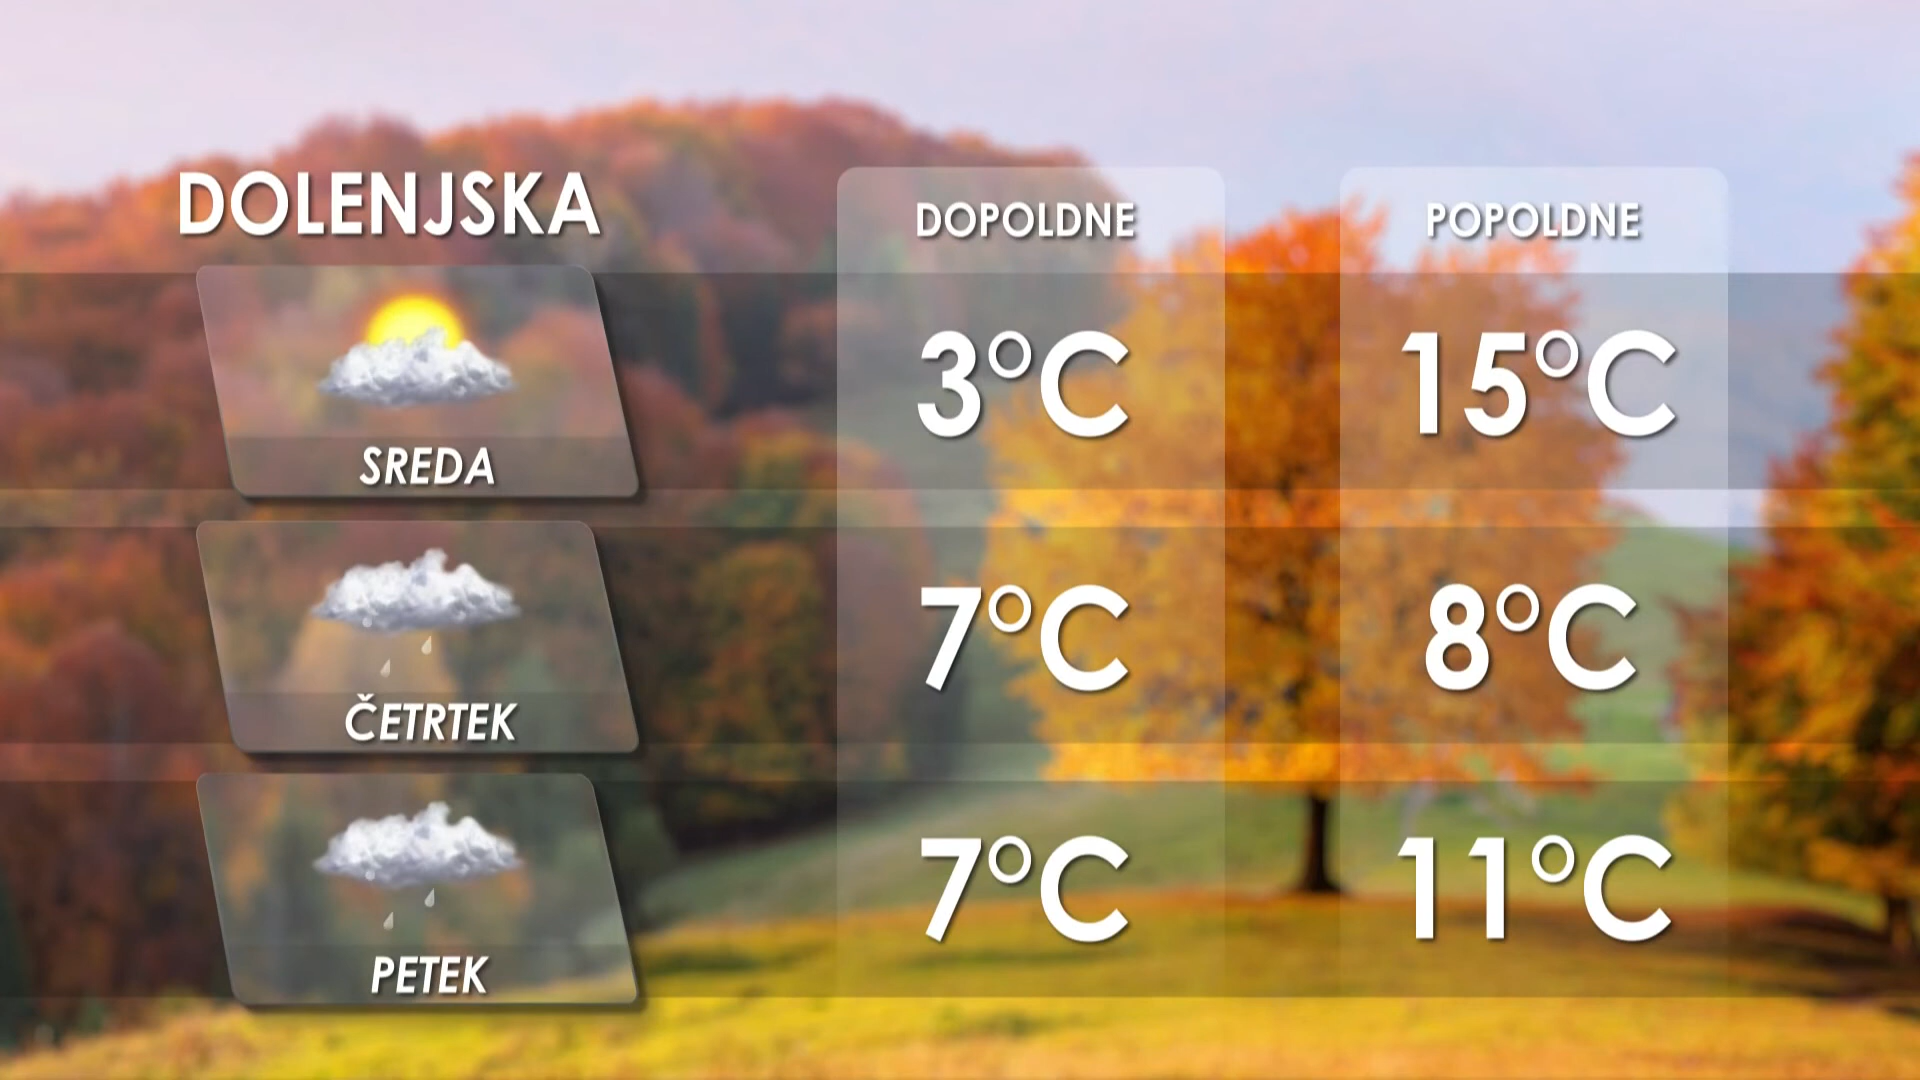 DOLENJSKA
DOPOLDNE
POPOLDNE
SREDA
3°C
15°C
ČETRTEK
7°C
8°C
PETEK
7°C
11°C